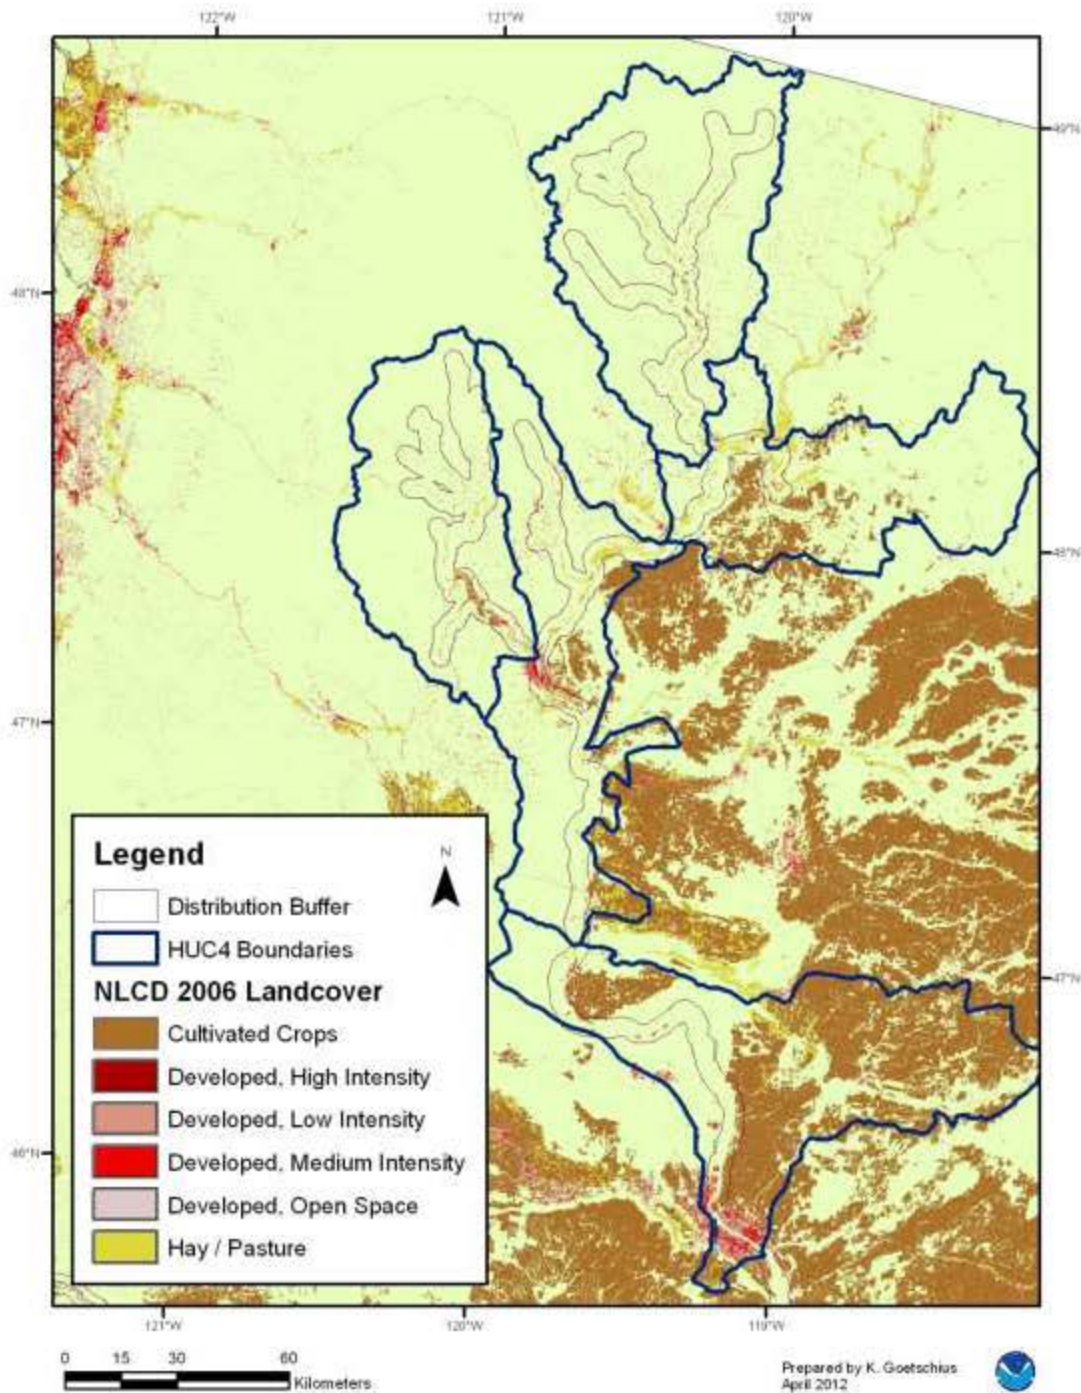 122°W
121°W
120°W
49°N
48°N
48°N
47°N
47°N
46°N
Legend
N
Distribution Buffer
HUC4 Boundaries
NLCD 2006 Landcover
Cultivated Crops
Developed, High Intensity
Developed, Low Intensity
Developed, Medium Intensity
Developed, Open Space
Hay / Pasture
121°W
120°W
119°W
0 15 30 60
Kilometers
Prepared by K. Goetschius
April 2012